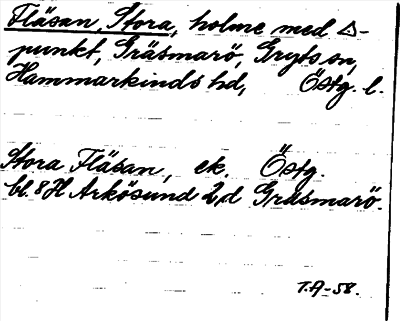 Fläsan, Stora, holme med △-
punkt, Gräsmarö, Gryts sn,
Hammarkinds hd, Östg. l.
Stora Fläsan, ek. Östg.
bl. 8 H Arkösund 2,d Gräsmarö.
T.A-58.